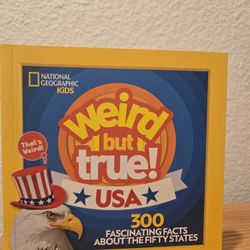 NATIONAL
GEOGRAPHIC
KiDS
weird
but
true!
That's
Weird!
USA
300
FASCINATING FACTS
ABOUT THE FIFTY STATES